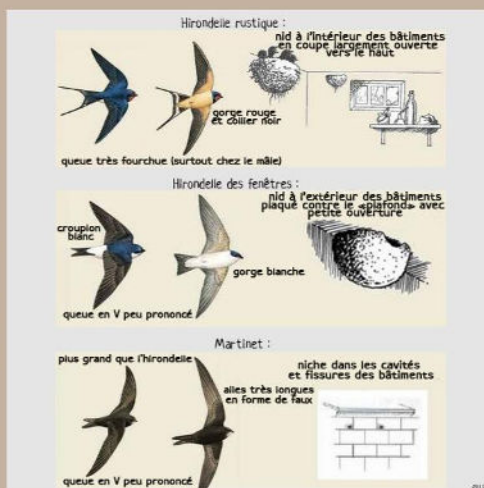 Hirondelle rustique :
nid à l'intérieur des bâtiments
en coupe largement ouverte
vers le haut
gorge rouge
et collier noir
queue très fourchue (surtout chez le mâle)
Hirondelle des fenêtres :
nid à l'extérieur des bâtiments
plaqué contre le «plafond» avec
petite ouverture
croupion
blanc
gorge blanche
queue en V peu prononcé
Martinet :
plus grand que l'hirondelle
niche dans les cavités
et fissures des bâtiments
ailes très longues
en forme de faux
queue en V peu prononcé